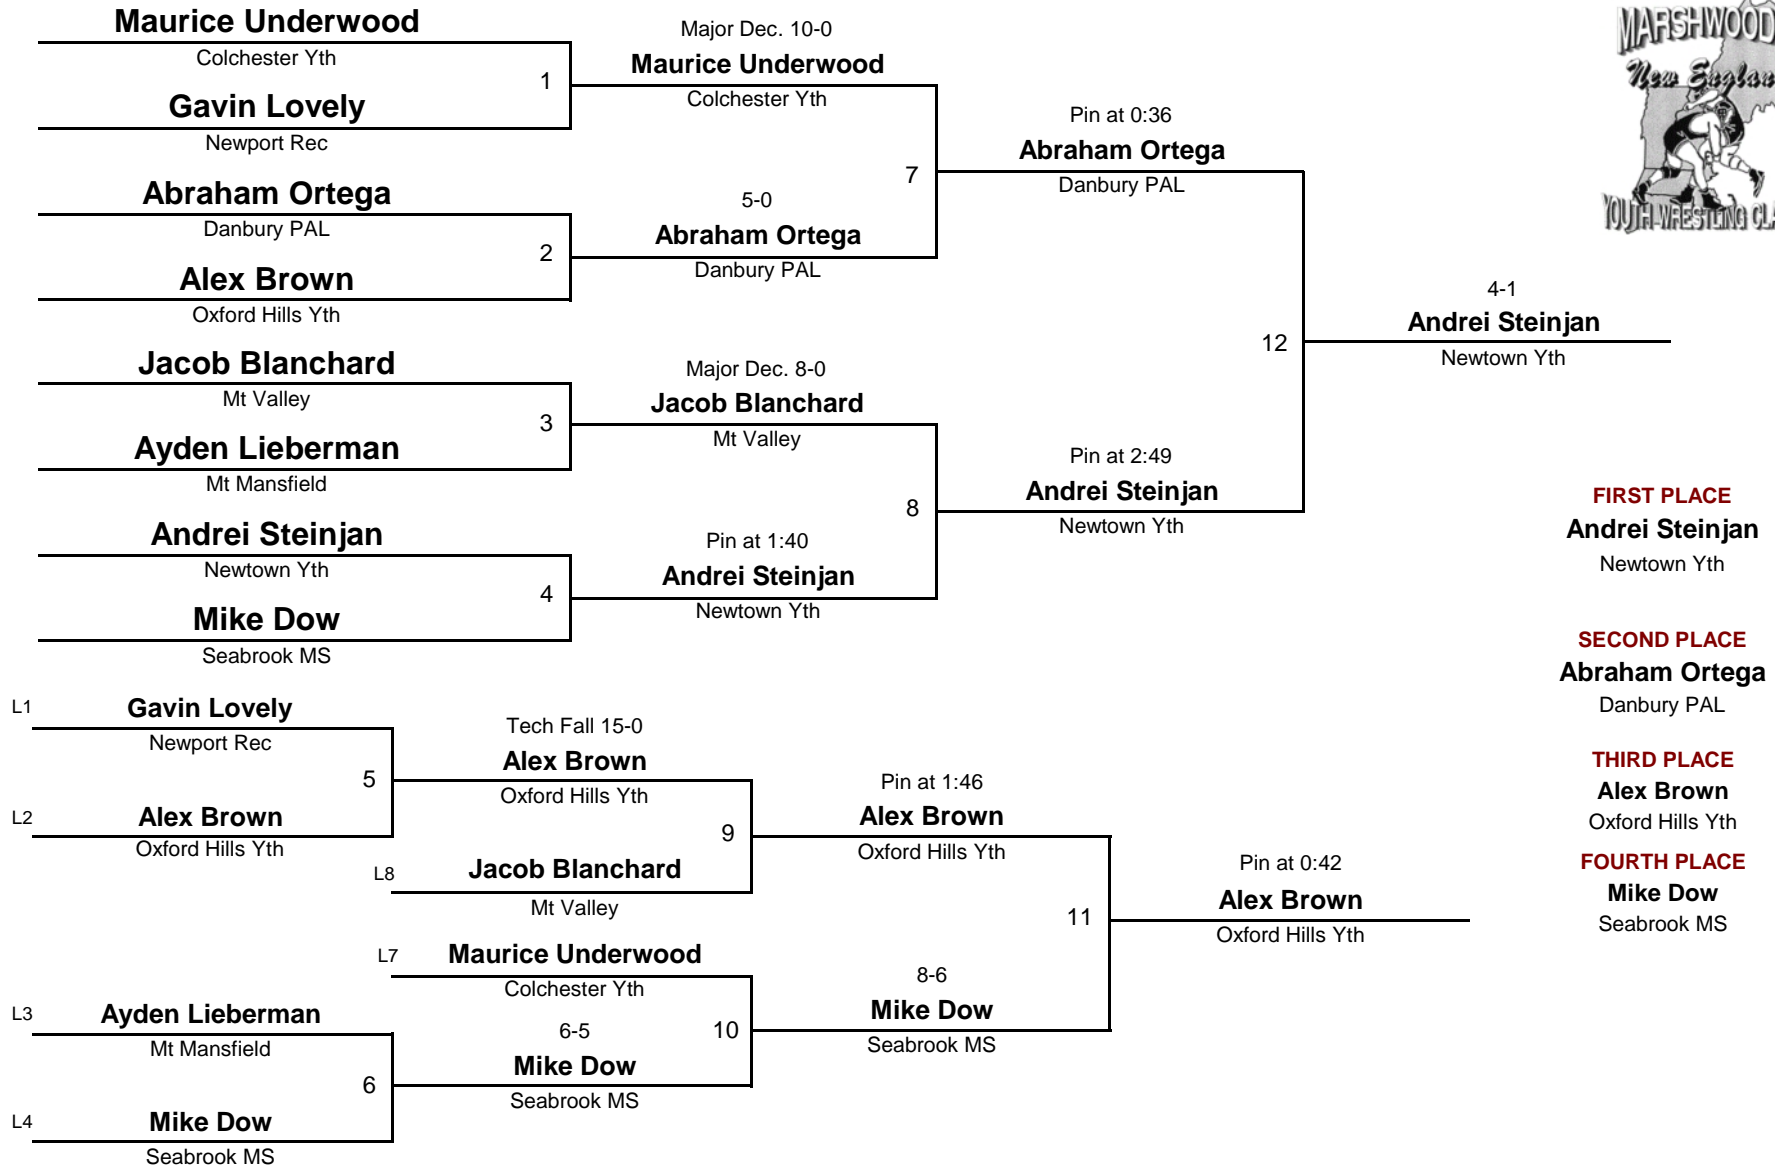 Maurice Underwood
Colchester Yth
1
Gavin Lovely
Newport Rec
Abraham Ortega
Danbury PAL
2
Alex Brown
Oxford Hills Yth
Jacob Blanchard
Mt Valley
3
Ayden Lieberman
Mt Mansfield
Andrei Steinjan
Newtown Yth
4
Mike Dow
Seabrook MS
Major Dec. 10-0
Maurice Underwood
Colchester Yth
7
5-0
Abraham Ortega
Danbury PAL
Major Dec. 8-0
Jacob Blanchard
Mt Valley
8
Pin at 1:40
Andrei Steinjan
Newtown Yth
Pin at 0:36
Abraham Ortega
Danbury PAL
12
Pin at 2:49
Andrei Steinjan
Newtown Yth
4-1
Andrei Steinjan
Newtown Yth
L1
Gavin Lovely
Newport Rec
5
L2
Alex Brown
Oxford Hills Yth
Tech Fall 15-0
Alex Brown
Oxford Hills Yth
9
L8
Jacob Blanchard
Mt Valley
L7
Maurice Underwood
Colchester Yth
10
L3
Ayden Lieberman
Mt Mansfield
6
L4
Mike Dow
Seabrook MS
6-5
Mike Dow
Seabrook MS
Pin at 1:46
Alex Brown
Oxford Hills Yth
11
8-6
Mike Dow
Seabrook MS
Pin at 0:42
Alex Brown
Oxford Hills Yth
MARSHWOOD
New Englan
YOUTH WRESTLING CLA
FIRST PLACE
Andrei Steinjan
Newtown Yth
SECOND PLACE
Abraham Ortega
Danbury PAL
THIRD PLACE
Alex Brown
Oxford Hills Yth
FOURTH PLACE
Mike Dow
Seabrook MS